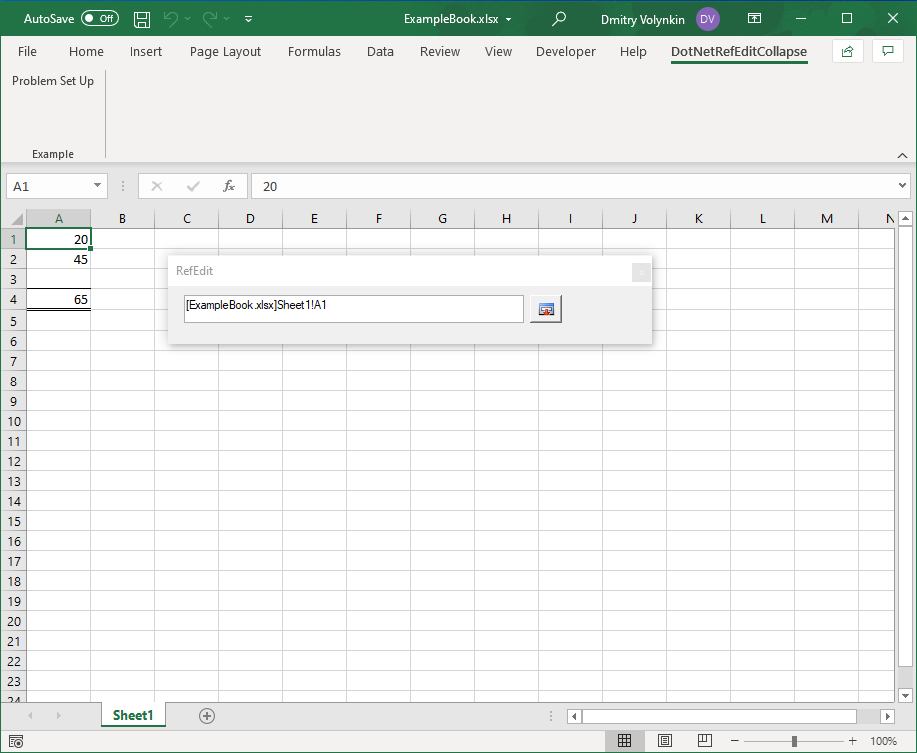 AutoSave Off ExampleBook.xlsx Dmitry Volynkin DV
File Home Insert Page Layout Formulas Data Review View Developer Help DotNetRefEditCollapse
Problem Set Up
Example
A1 fx 20
A B C D E F G H I J K L M N
1 20
2 45
3
4 65
5
6
7
8
9
10
11
12
13
14
15
16
17
18
19
20
21
22
23
24
RefEdit
[ExampleBook.xlsx]Sheet1!A1
Sheet1
100%